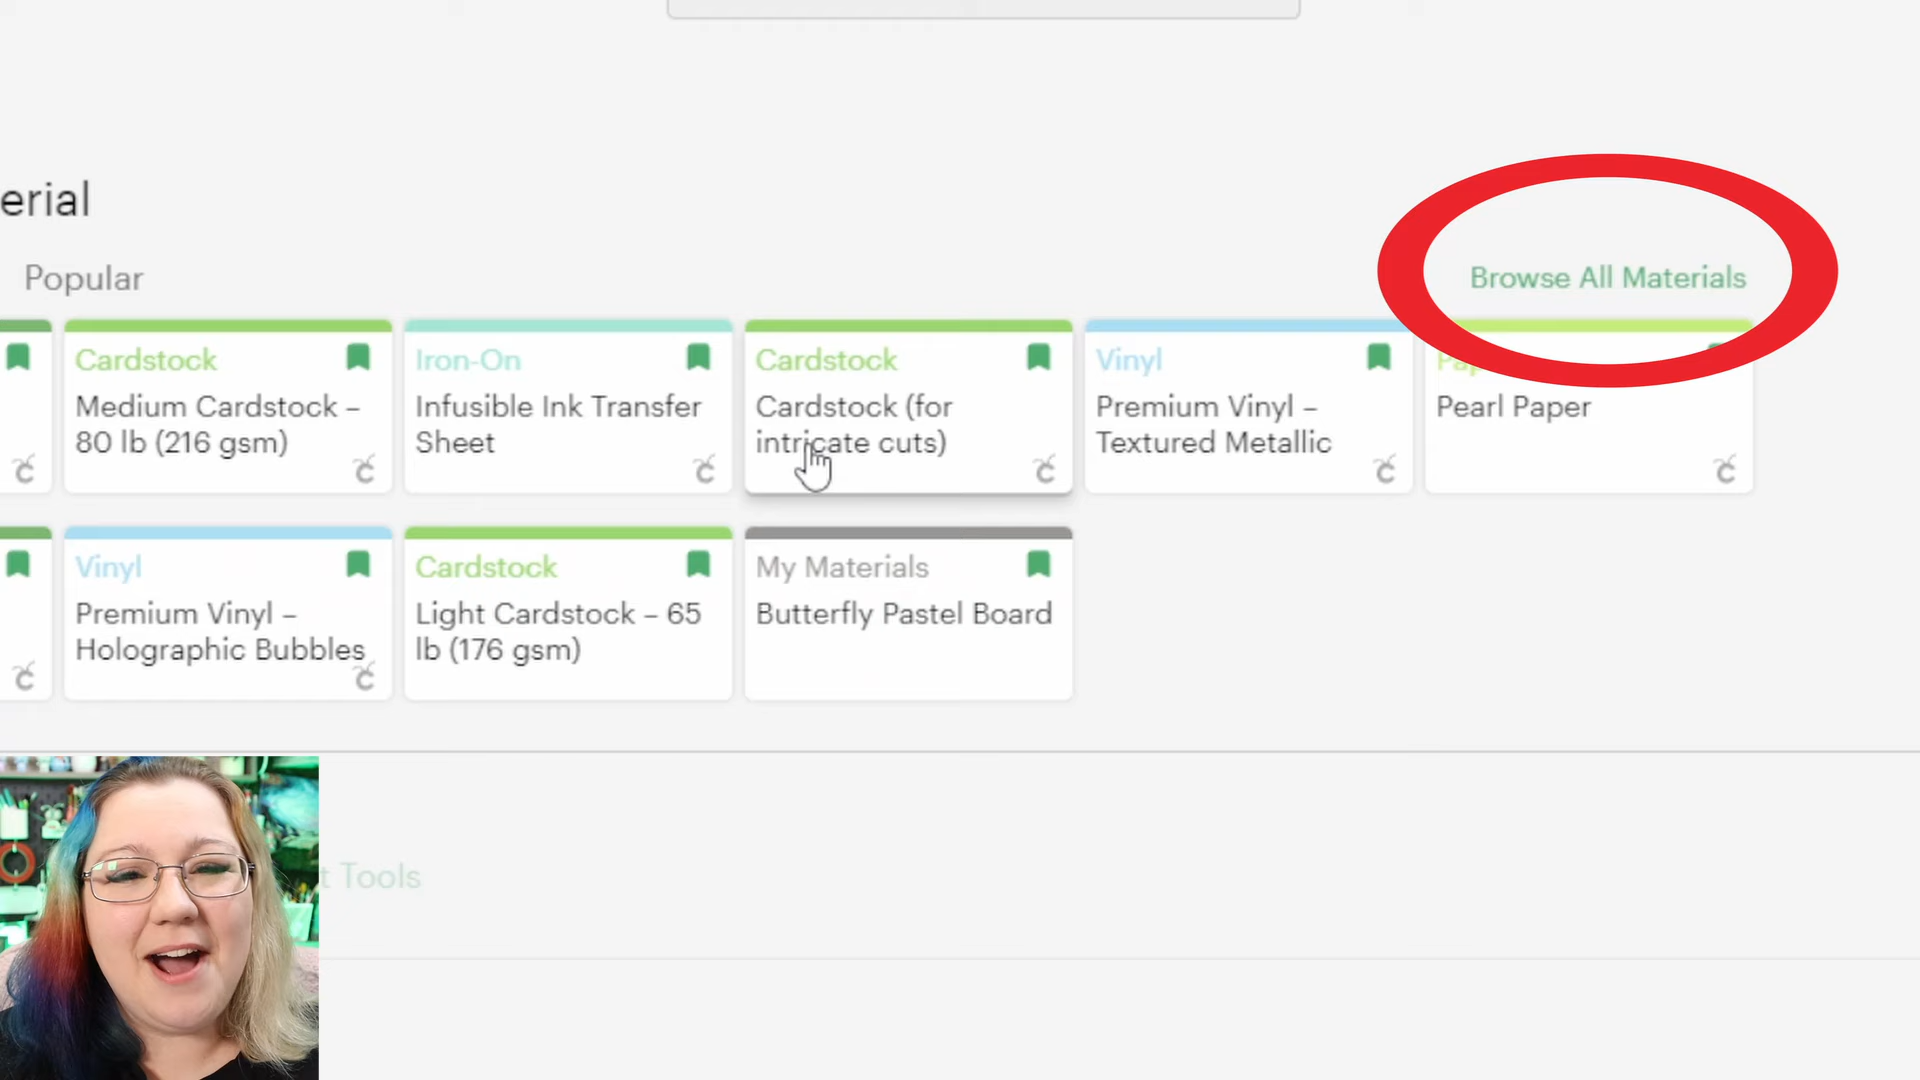 erial
Popular
Browse All Materials
Cardstock
Medium Cardstock –
80 lb (216 gsm)
Iron-On
Infusible Ink Transfer
Sheet
Cardstock
Cardstock (for
intricate cuts)
Vinyl
Premium Vinyl –
Textured Metallic
Pearl Paper
Vinyl
Premium Vinyl –
Holographic Bubbles
Cardstock
Light Cardstock – 65
lb (176 gsm)
My Materials
Butterfly Pastel Board
t Tools